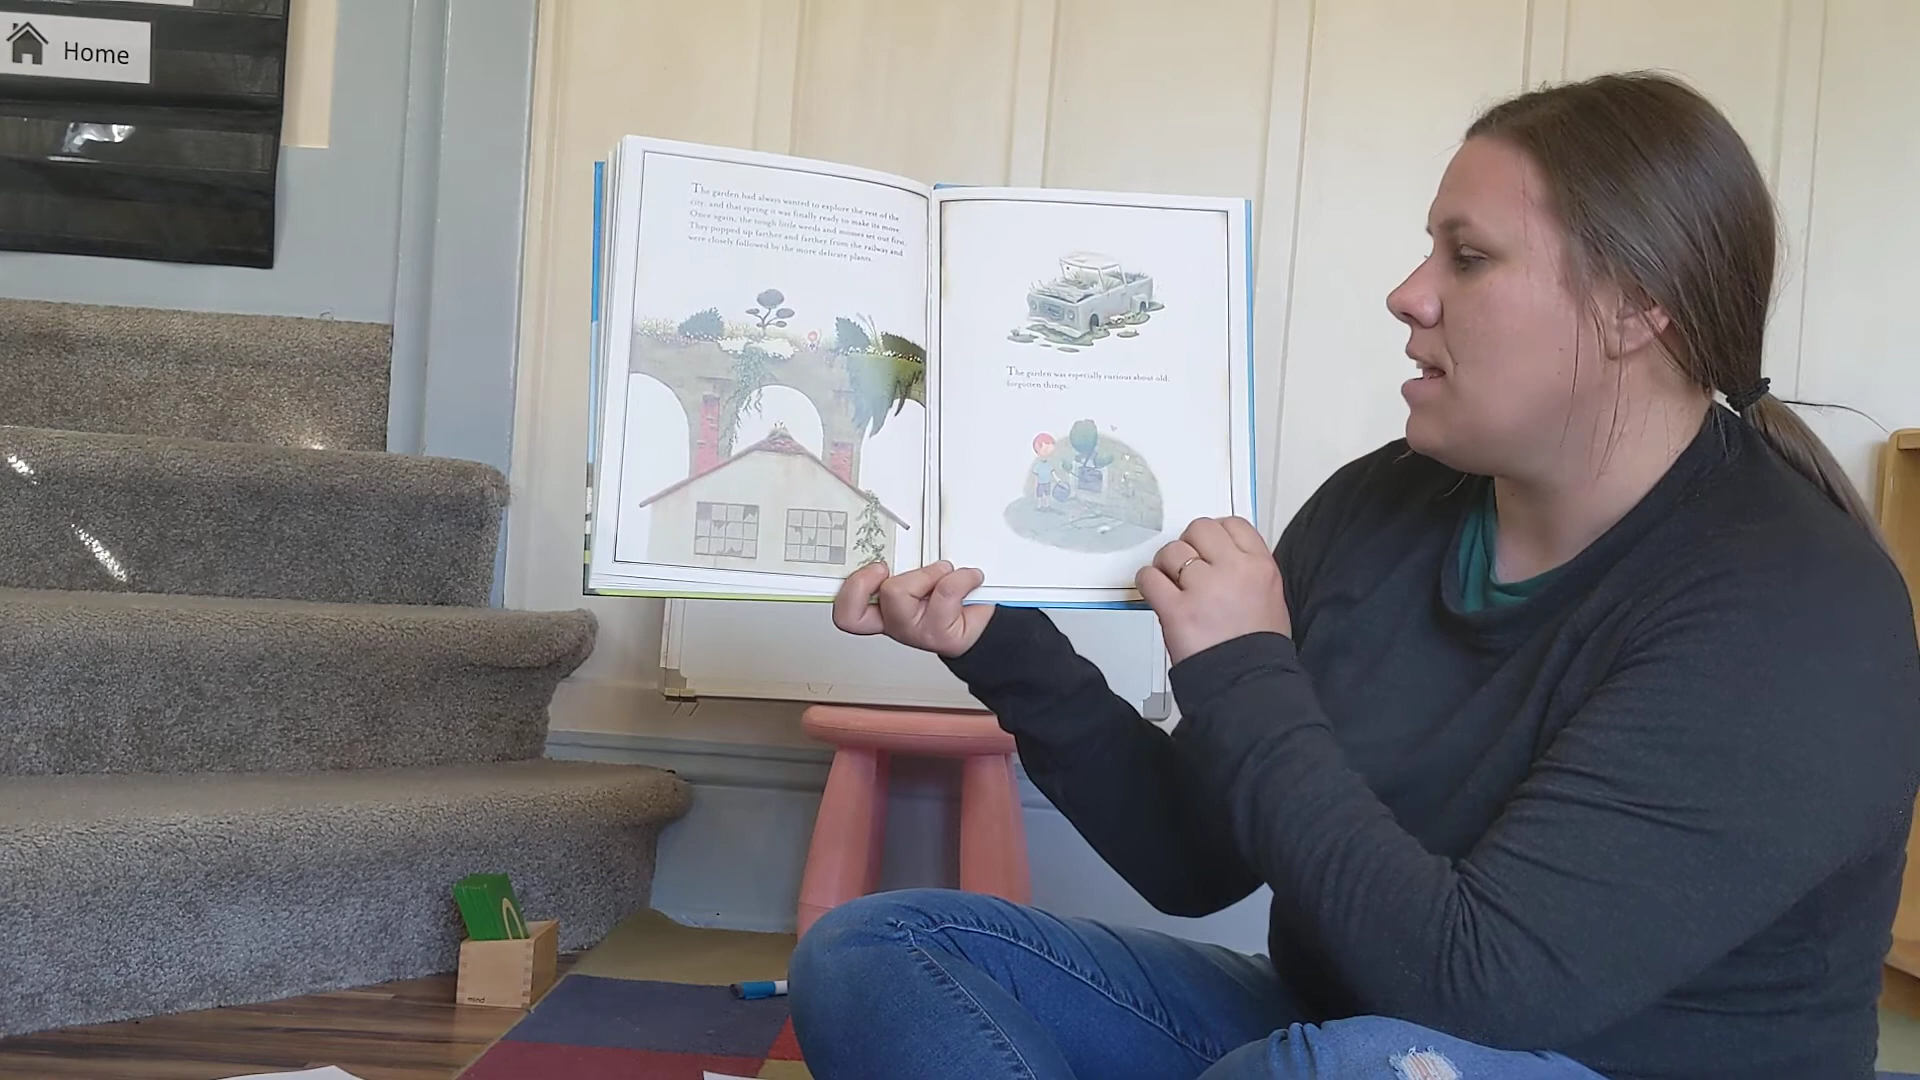 Home
The garden had always wanted to explore the rest of the
city, and that spring it was finally ready to make its move.
Once again, the tough little weeds and mosses set out first.
They popped up farther and farther from the railway and
were closely followed by the more delicate plants.
The garden was especially curious about old,
forgotten things.
mind